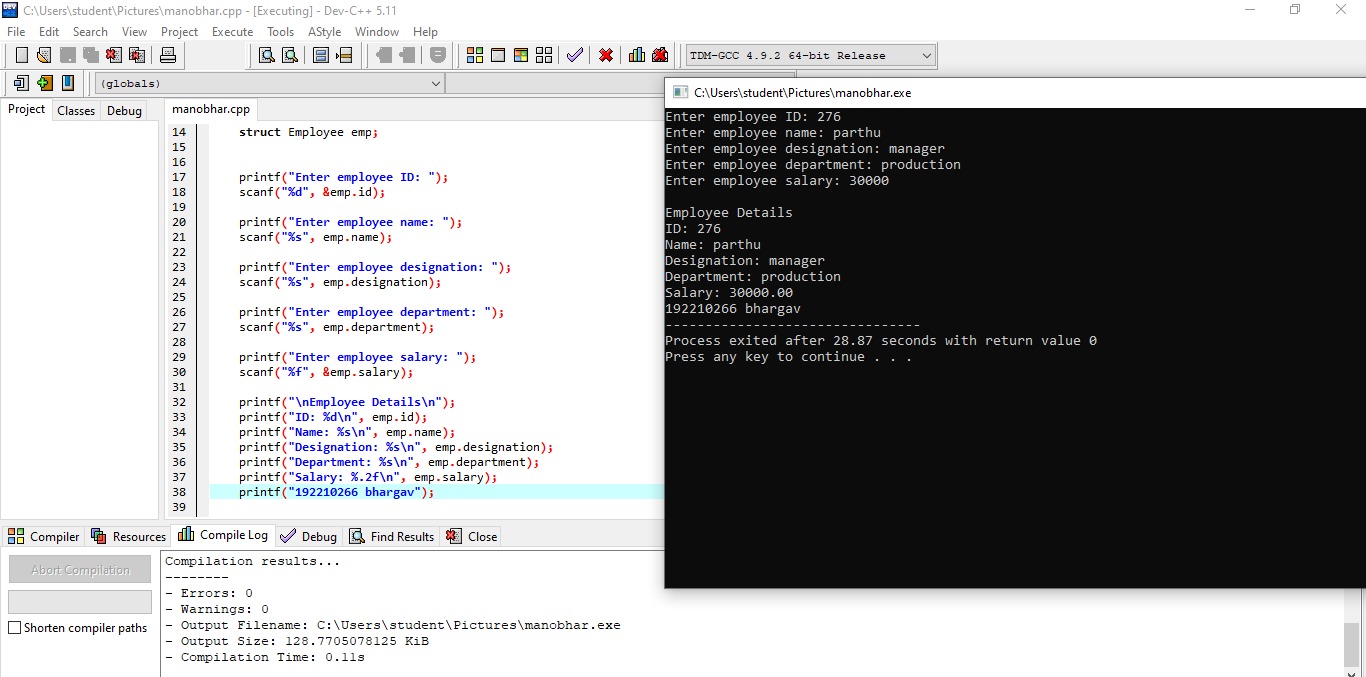 C:\Users\student\Pictures\manobhar.cpp - [Executing] - Dev-C++ 5.11
File Edit Search View Project Execute Tools AStyle Window Help
TDM-GCC 4.9.2 64-bit Release
(globals)
Project Classes Debug
manobhar.cpp
14 struct Employee emp;
15
16
17 printf("Enter employee ID: ");
18 scanf("%d", &emp.id);
19
20 printf("Enter employee name: ");
21 scanf("%s", emp.name);
22
23 printf("Enter employee designation: ");
24 scanf("%s", emp.designation);
25
26 printf("Enter employee department: ");
27 scanf("%s", emp.department);
28
29 printf("Enter employee salary: ");
30 scanf("%f", &emp.salary);
31
32 printf("\nEmployee Details\n");
33 printf("ID: %d\n", emp.id);
34 printf("Name: %s\n", emp.name);
35 printf("Designation: %s\n", emp.designation);
36 printf("Department: %s\n", emp.department);
37 printf("Salary: %.2f\n", emp.salary);
38 printf("192210266 bhargav");
39
C:\Users\student\Pictures\manobhar.exe
Enter employee ID: 276
Enter employee name: parthu
Enter employee designation: manager
Enter employee department: production
Enter employee salary: 30000
Employee Details
ID: 276
Name: parthu
Designation: manager
Department: production
Salary: 30000.00
192210266 bhargav
--------------------------------
Process exited after 28.87 seconds with return value 0
Press any key to continue . . .
Compiler Resources Compile Log Debug Find Results Close
Abort Compilation
Shorten compiler paths
Compilation results...
--------
- Errors: 0
- Warnings: 0
- Output Filename: C:\Users\student\Pictures\manobhar.exe
- Output Size: 128.7705078125 KiB
- Compilation Time: 0.11s